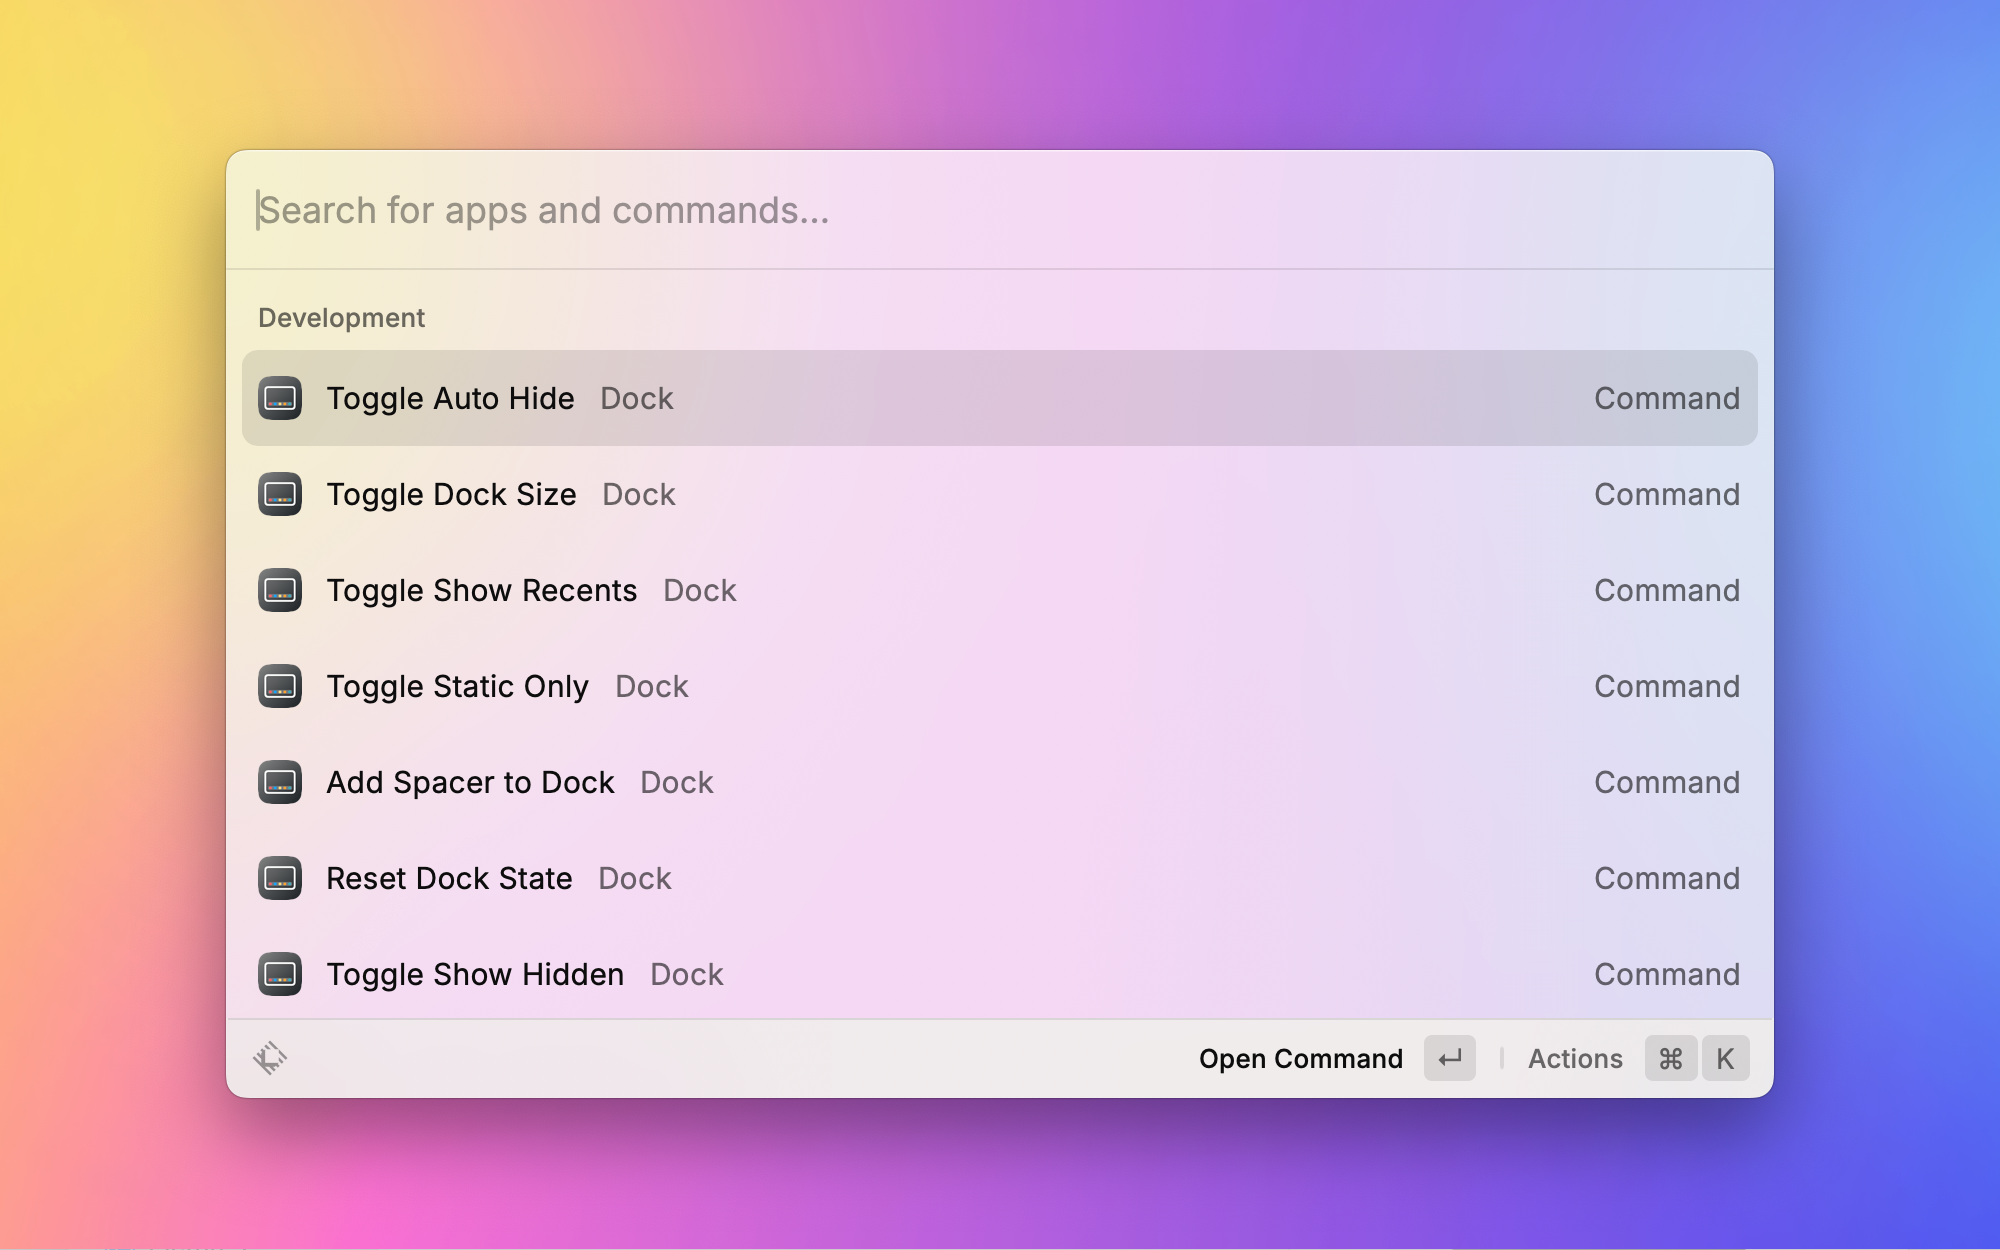 Search for apps and commands...
Development
Toggle Auto Hide Dock Command
Toggle Dock Size Dock Command
Toggle Show Recents Dock Command
Toggle Static Only Dock Command
Add Spacer to Dock Dock Command
Reset Dock State Dock Command
Toggle Show Hidden Dock Command
Open Command ↵ Actions ⌘ K